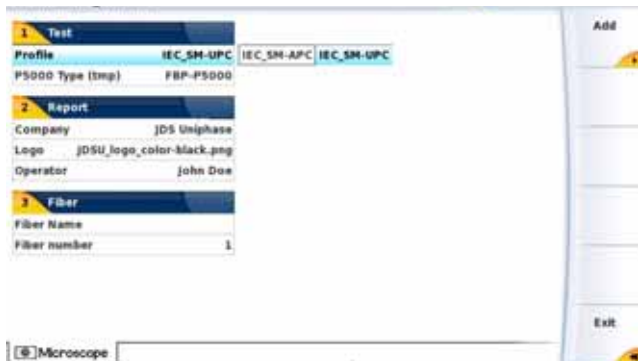 1 Test
Profile IEC_SM-UPC IEC_SM-APC IEC_SM-UPC
P5000 Type (tmp) FBP-P5000
2 Report
Company JDS Uniphase
Logo JDSU_logo_color-black.png
Operator John Doe
3 Fiber
Fiber Name
Fiber number 1
Add
Exit
Microscope